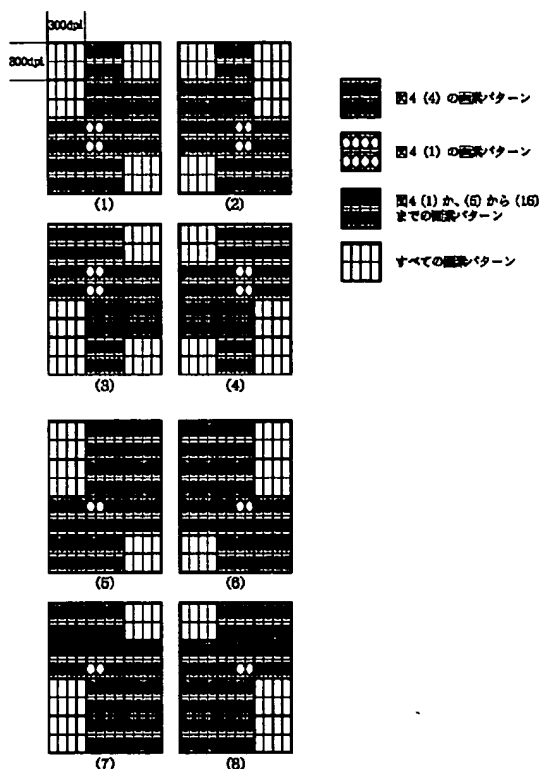 300dpi
300dpi
(1)
(2)
図4 (4) の画素パターン
図4 (1) の画素パターン
図4 (1) か、(5) から (16)
までの画素パターン
すべての画素パターン
(3)
(4)
(5)
(6)
(7)
(8)